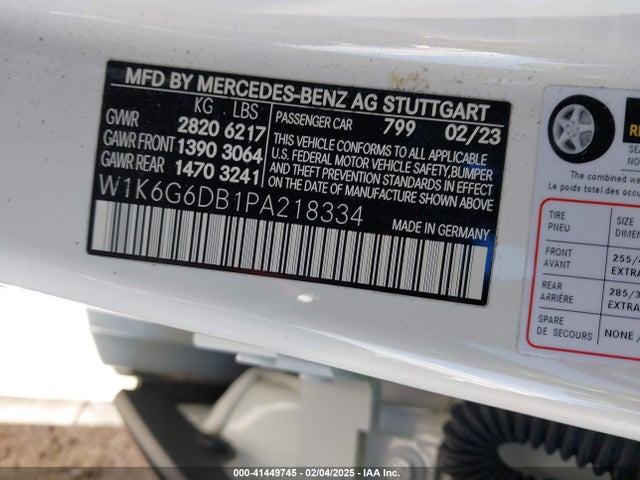 MFD BY MERCEDES-BENZ AG STUTTGART
KG LBS
GVWR 2820 6217
GAWR FRONT 1390 3064
GAWR REAR 1470 3241
PASSENGER CAR 799 02/23
THIS VEHICLE CONFORMS TO ALL APPLICABLE
U.S. FEDERAL MOTOR VEHICLE SAFETY, BUMPER
AND THEFT PREVENTION STANDARDS IN EFFECT
ON THE DATE OF MANUFACTURE SHOWN ABOVE
W1K6G6DB1PA218334
MADE IN GERMANY
The combined we
Le poids total
TIRE
PNEU
SIZE
DIMEN
FRONT
AVANT
255/4
EXTRA
REAR
ARRIÈRE
285/3
EXTRA
SPARE
DE SECOURS
NONE /
000-41449745 - 02/04/2025 - IAA Inc.